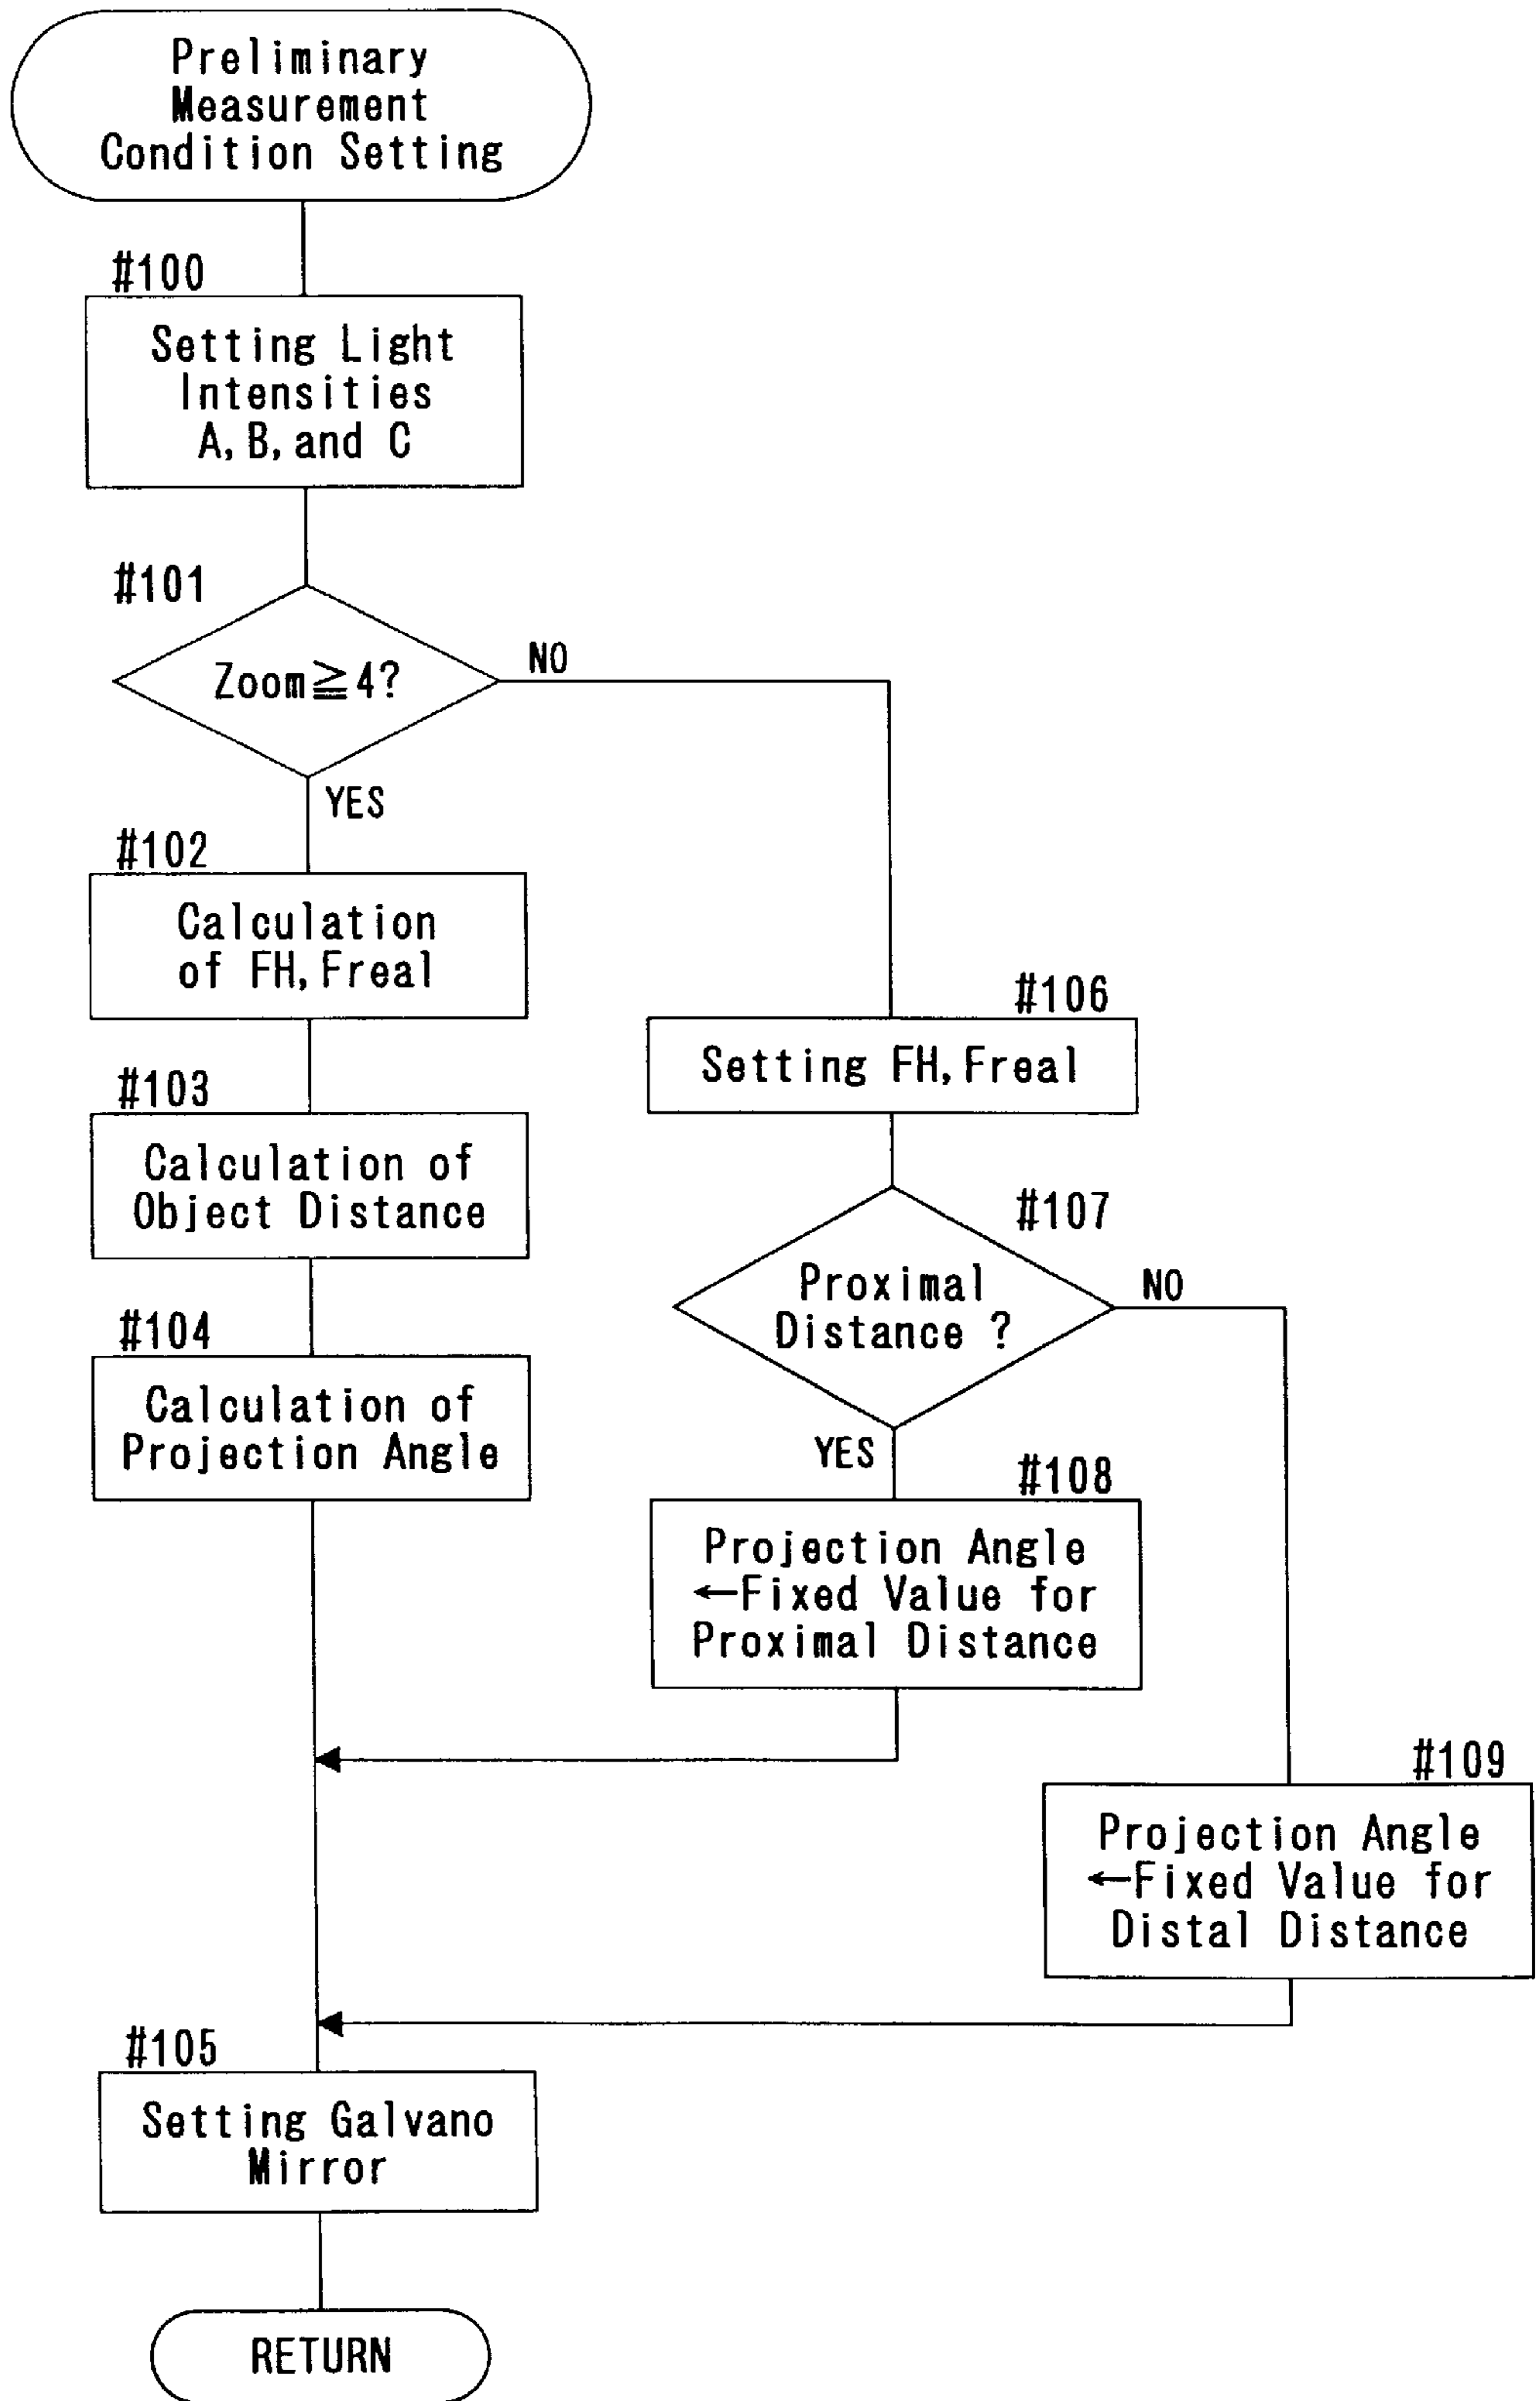 Preliminary
Measurement
Condition Setting
#100
Setting Light
Intensities
A, B, and C
#101
Zoom≧4?
NO
YES
#102
Calculation
of FH, Freal
#103
Calculation of
Object Distance
#104
Calculation of
Projection Angle
#106
Setting FH, Freal
#107
Proximal
Distance ?
NO
YES
#108
Projection Angle
←Fixed Value for
Proximal Distance
#109
Projection Angle
←Fixed Value for
Distal Distance
#105
Setting Galvano
Mirror
RETURN